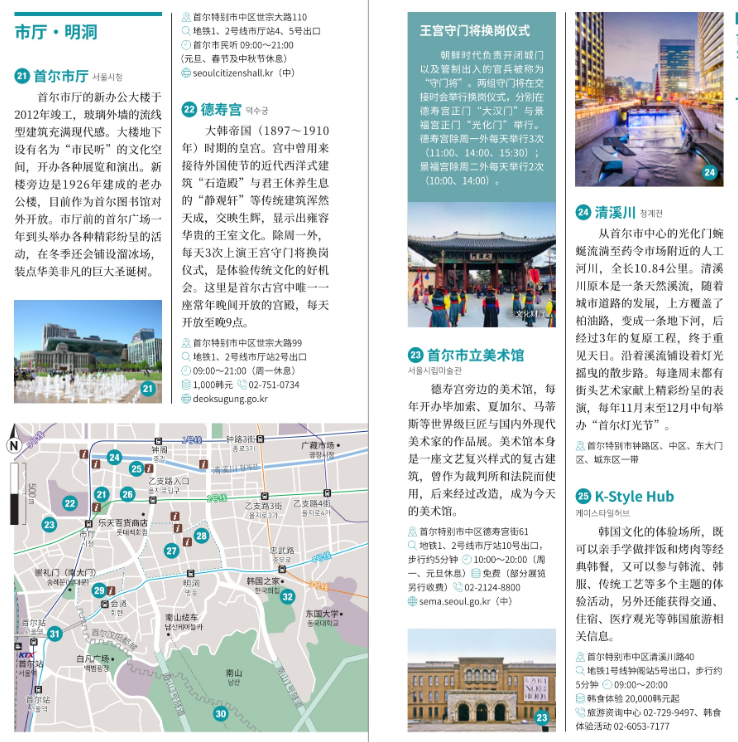 市厅·明洞
21 首尔市厅 서울시청
首尔市厅的新办公大楼于
2012年竣工，玻璃外墙的流线
型建筑充满现代感。大楼地下
设有名为“市民听”的文化空
间，开办各种展览和演出。新
楼旁边是1926年建成的老办
公楼，目前作为首尔图书馆对
外开放。市厅前的首尔广场一
年到头举办各种精彩纷呈的活
动，在冬季还会铺设溜冰场，
装点华美非凡的巨大圣诞树。
21
首尔特别市中区世宗大路110
地铁1、2号线市厅站4、5号出口
首尔市民听 09:00～21:00
（元旦、春节及中秋节休息）
seoulcitizenshall.kr（中）
22 德寿宫 덕수궁
大韩帝国（1897～1910
年）时期的皇宫。宫中曾用来
接待外国使节的近代西洋式建
筑“石造殿”与君王休养生息
的“静观轩”等传统建筑浑然
天成，交映生辉，显示出雍容
华贵的王室文化。除周一外，
每天3次上演王宫守门将换岗
仪式，是体验传统文化的好机
会。这里是首尔古宫中唯一一
座常年晚间开放的宫殿，每天
开放至晚9点。
首尔特别市中区世宗大路99
地铁1、2号线市厅站2号出口
09:00～21:00（周一休息）
1,000韩元 02-751-0734
deoksugung.go.kr
N
500 m
钟阁
종각
1号线
钟路3街
종로3가
广藏市场
광장시장
清溪川 청계천
乙支路入口
을지로입구
2号线
乙支路3街
을지로3가
乙支路4街
을지로4가
24
25
22
21
26
23
市厅
시청
乐天百货商店
롯데백화점
28
27
忠武路
충무로
崇礼门（南大门）
숭례문(남대문)
明洞
명동
韩国之家
한국의집
32
29
会贤
회현
4号线
东国大学
동국대학교
首尔站
서울역
31
南山缆车
남산케이블카
KTX
首尔站
서울역
白凡广场
백범광장
南山
남산
首尔站
서울역
30
王宫守门将换岗仪式
朝鲜时代负责开闭城门
以及管制出入的官兵被称为
“守门将”。两组守门将在交
接时会举行换岗仪式，分别在
德寿宫正门“大汉门”与景
福宫正门“光化门”举行。
德寿宫除周一外每天举行3次
（11:00、14:00、15:30）；
景福宫除周二外每天举行2次
（10:00、14:00）。
23 首尔市立美术馆
서울시립미술관
德寿宫旁边的美术馆，每
年开办毕加索、夏加尔、马蒂
斯等世界级巨匠与国内外现代
美术家的作品展。美术馆本身
是一座文艺复兴样式的复古建
筑，曾作为裁判所和法院而使
用，后来经过改造，成为今天
的美术馆。
首尔特别市中区德寿宫街61
地铁1、2号线市厅站10号出口，
步行约5分钟 10:00～20:00（周
一、元旦休息） 免费（部分展览
另行收费） 02-2124-8800
sema.seoul.go.kr（中）
23
24
24 清溪川 청계천
从首尔市中心的光化门蜿
蜒流淌至药令市场附近的人工
河川，全长10.84公里。清溪
川原本是一条天然溪流，随着
城市道路的发展，上方覆盖了
柏油路，变成一条地下河，后
经过3年的复原工程，终于重
见天日。沿着溪流铺设着灯光
摇曳的散步路。每逢周末都有
街头艺术家献上精彩纷呈的表
演，每年11月末至12月中旬举
办“首尔灯光节”。
首尔特别市钟路区、中区、东大门
区、城东区一带
25 K-Style Hub
케이스타일허브
韩国文化的体验场所，既
可以亲手学做拌饭和烤肉等经
典韩餐，又可以参与韩流、韩
服、传统工艺等多个主题的体
验活动，另外还能获得交通、
住宿、医疗观光等韩国旅游相
关信息。
首尔特别市中区清溪川路40
地铁1号线钟阁站5号出口，步行约
5分钟 09:00～20:00
韩食体验 20,000韩元起
旅游资询中心 02-729-9497、韩食
体验活动 02-6053-7177